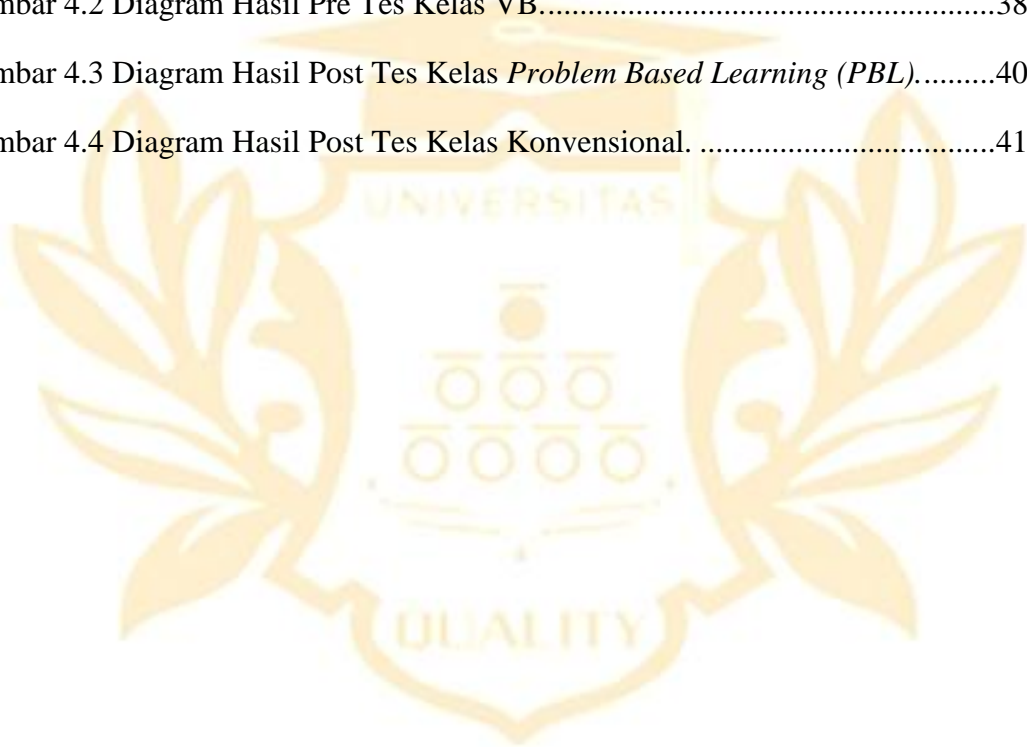 mbar 4.2 Diagram Hasil Pre Tes Kelas VB..........................................................38
mbar 4.3 Diagram Hasil Post Tes Kelas Problem Based Learning (PBL)..........40
mbar 4.4 Diagram Hasil Post Tes Kelas Konvensional. .....................................41
UNIVERSITAS
QUALITY